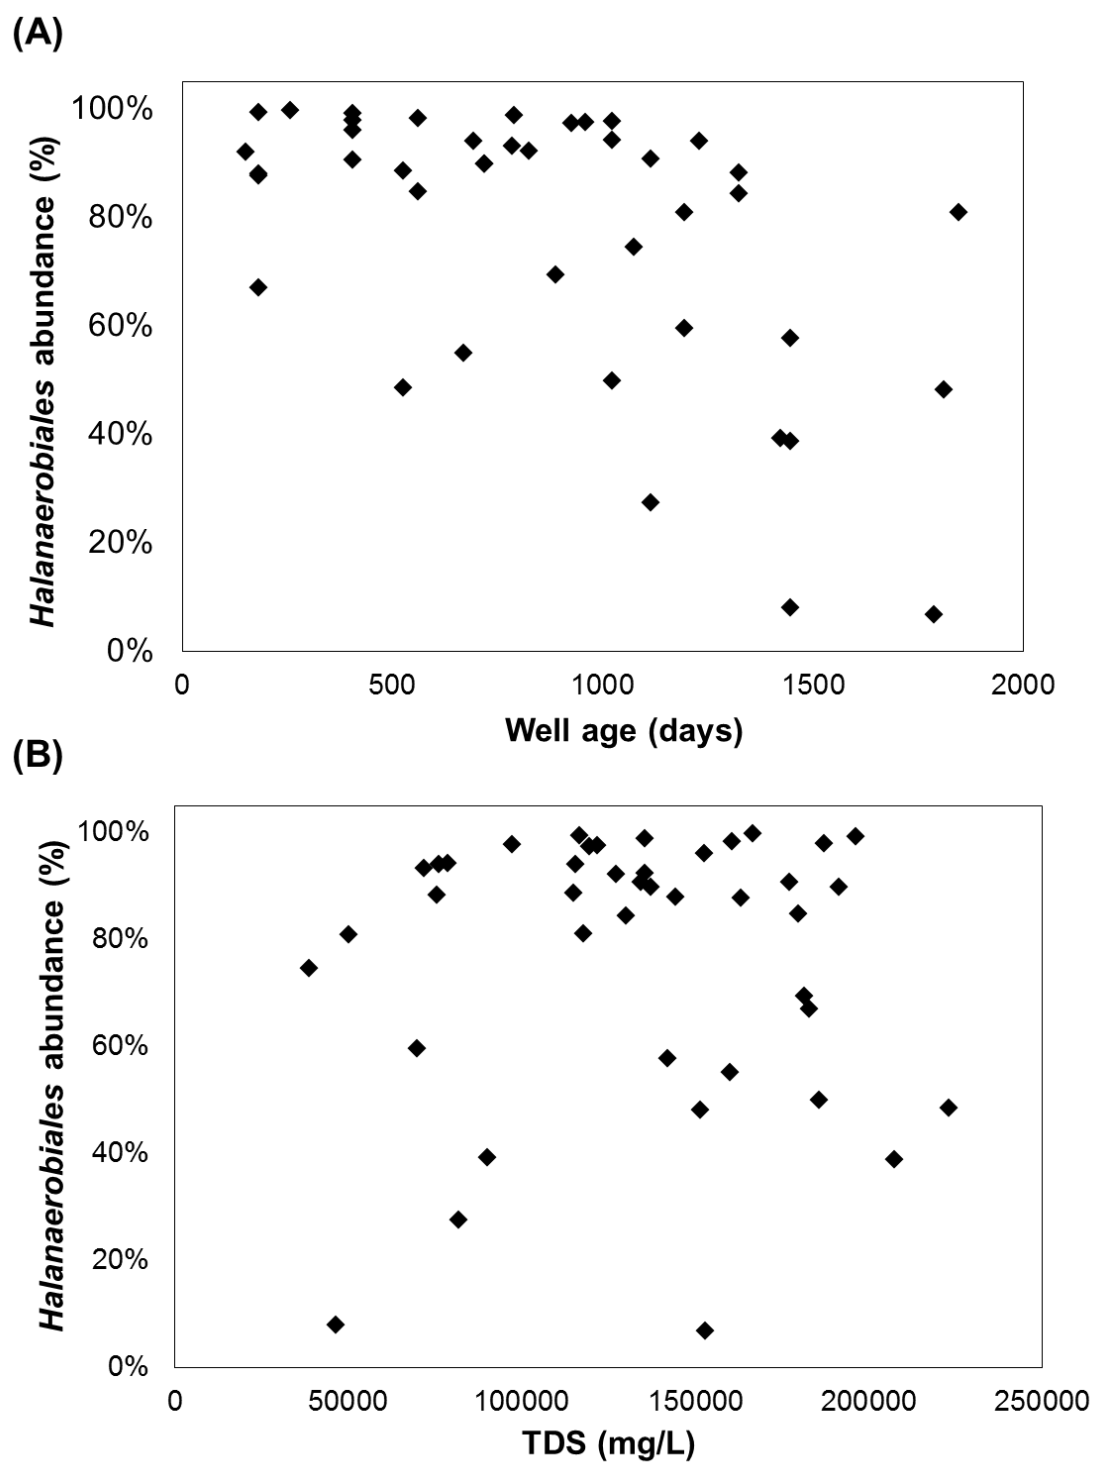 (A)
Halanaerobiales abundance (%)
100%
80%
60%
40%
20%
0%
0 500 1000 1500 2000
Well age (days)
(B)
Halanaerobiales abundance (%)
100%
80%
60%
40%
20%
0%
0 50000 100000 150000 200000 250000
TDS (mg/L)